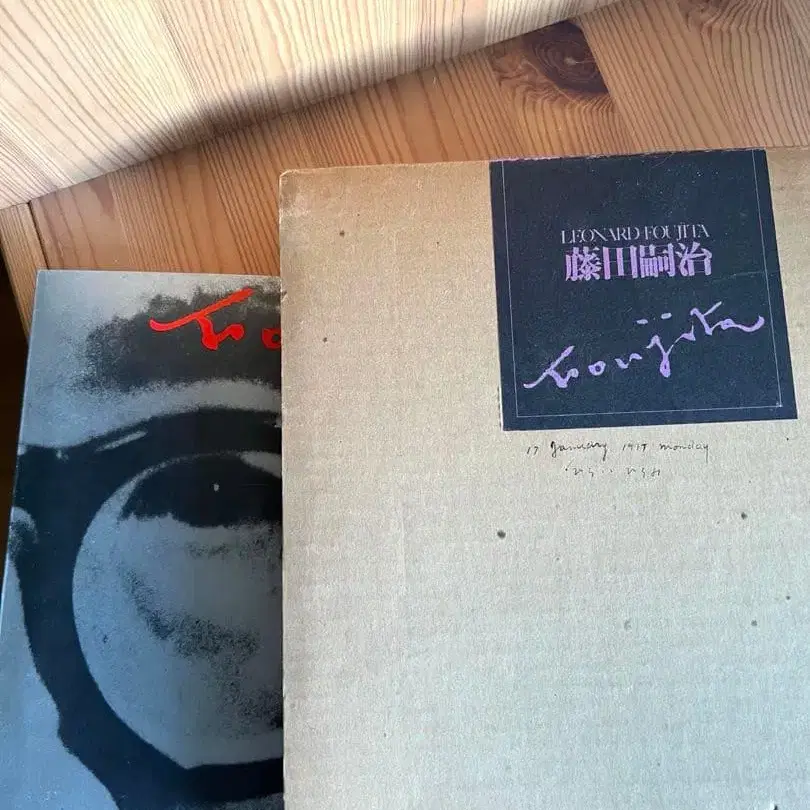 LEONARD·FOUJITA
藤田嗣治
Foujita
17 January 1977 monday